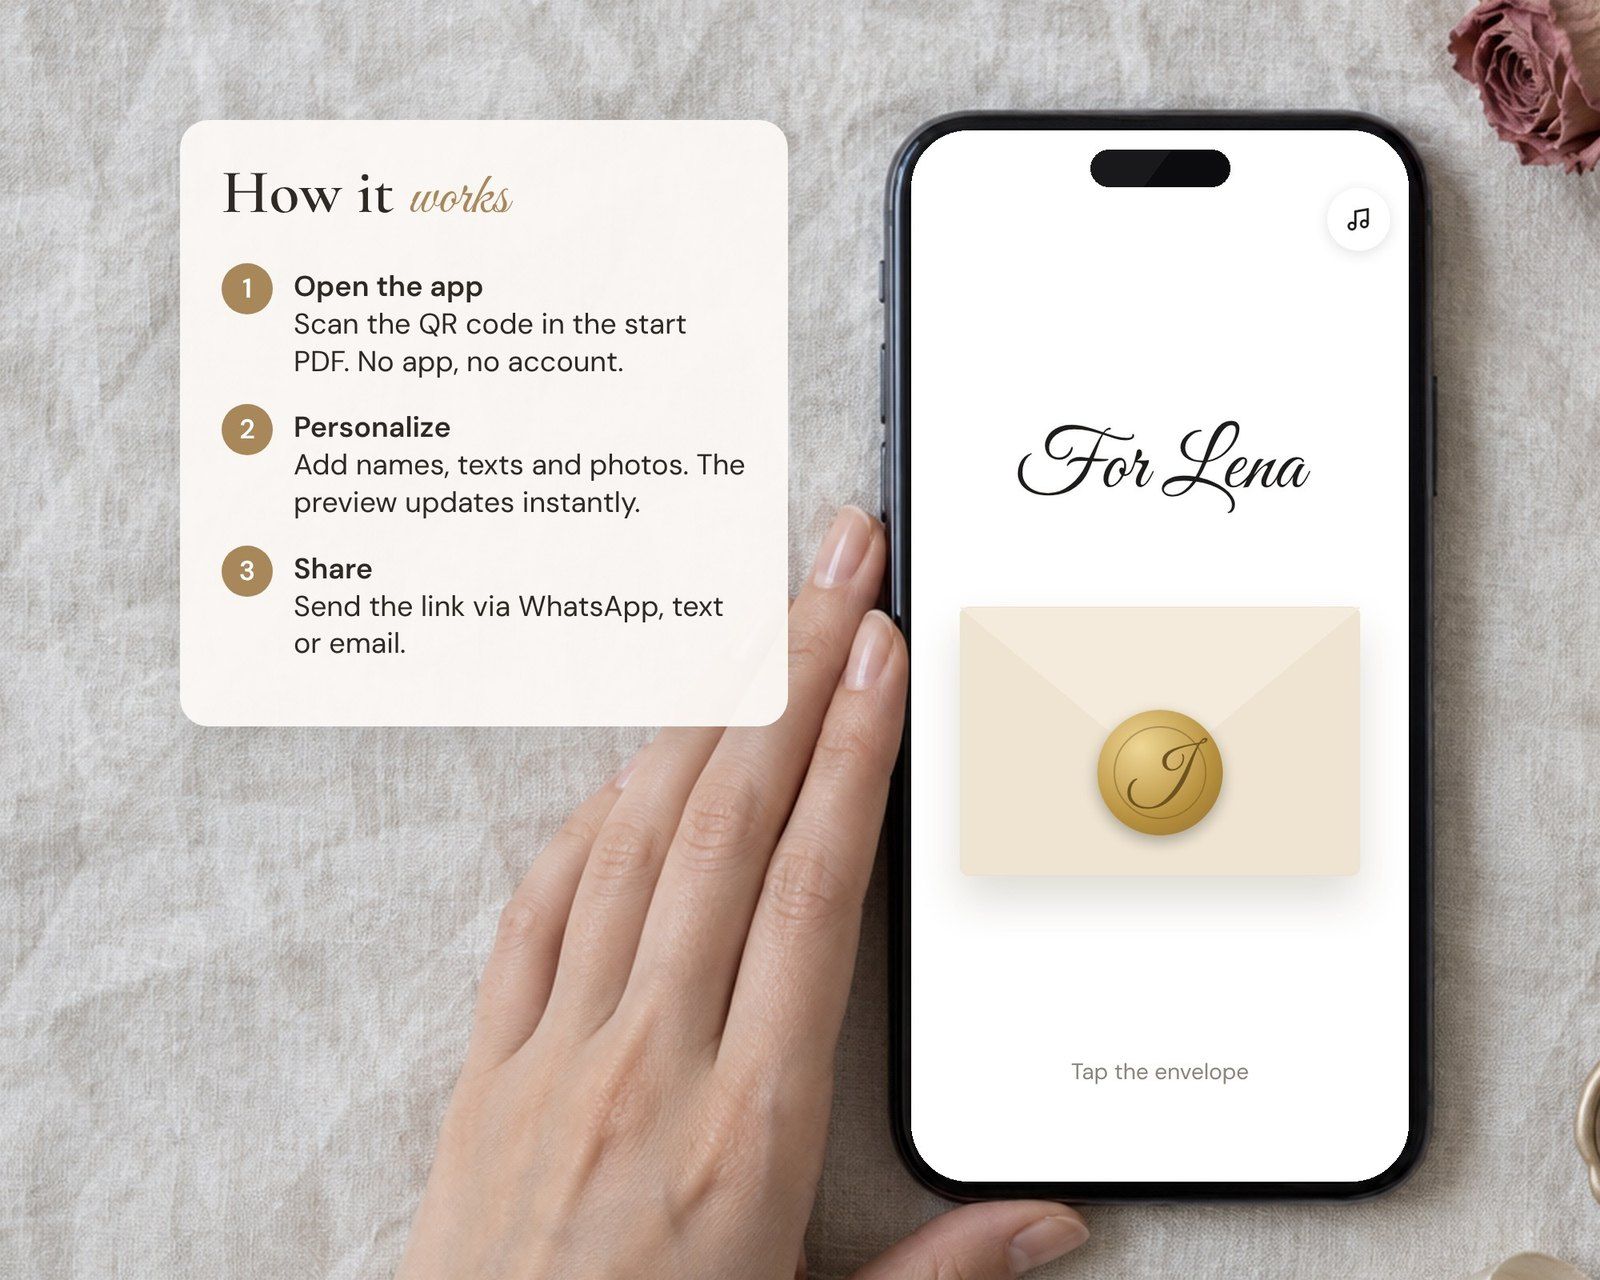 How it works
1
Open the app
Scan the QR code in the start
PDF. No app, no account.
2
Personalize
Add names, texts and photos. The
preview updates instantly.
3
Share
Send the link via WhatsApp, text
or email.
For Lena
J
Tap the envelope